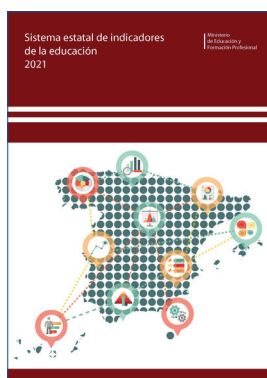 Sistema estatal de indicadores
de la educación
2021
Ministerio
de Educación y
Formación Profesional